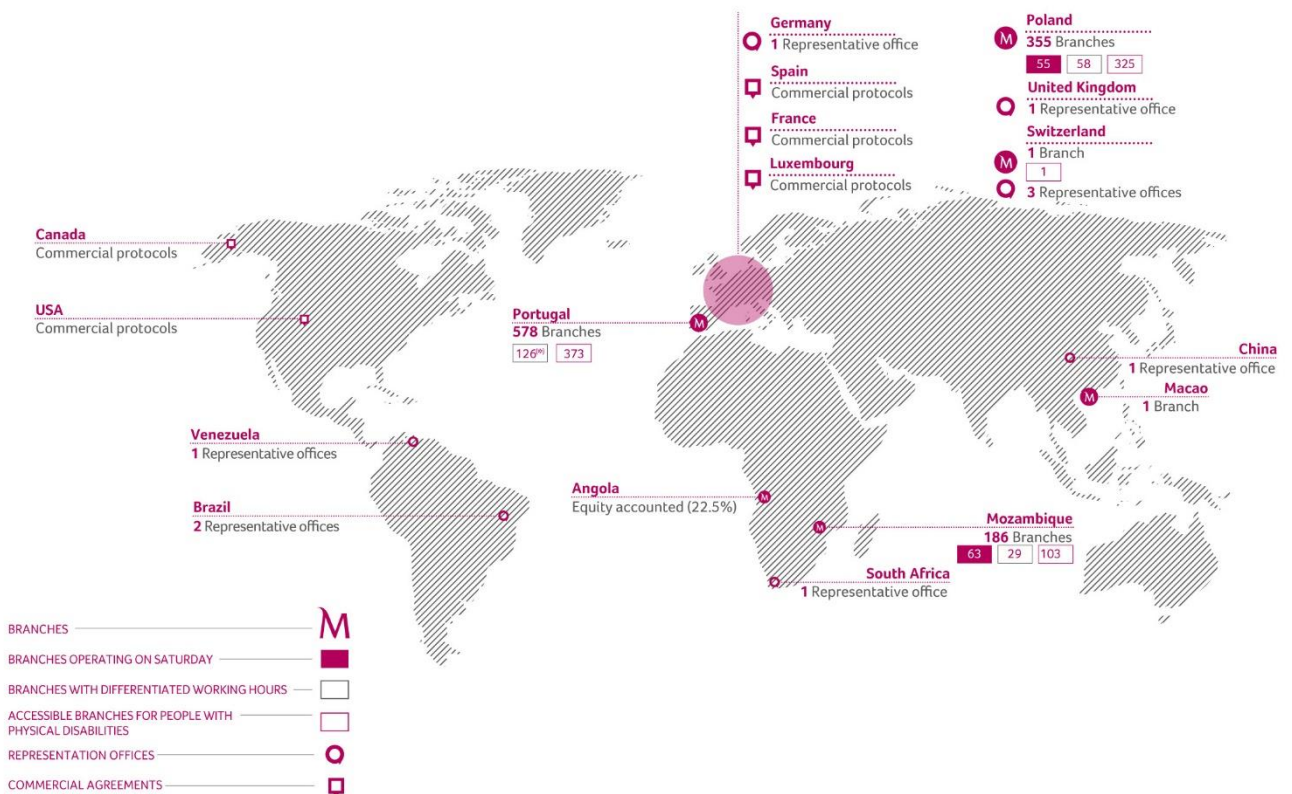 Germany
1 Representative office
Spain
Commercial protocols
France
Commercial protocols
Luxembourg
Commercial protocols
Poland
M
355 Branches
55 58 325
United Kingdom
1 Representative office
Switzerland
M
1 Branch
1
3 Representative offices
Canada
Commercial protocols
USA
Commercial protocols
Portugal
M
578 Branches
126(*) 373
China
1 Representative office
Macao
M
1 Branch
Venezuela
1 Representative offices
Brazil
2 Representative offices
Angola
M
Equity accounted (22.5%)
Mozambique
M
186 Branches
63 29 103
South Africa
1 Representative office
BRANCHES M
BRANCHES OPERATING ON SATURDAY
BRANCHES WITH DIFFERENTIATED WORKING HOURS
ACCESSIBLE BRANCHES FOR PEOPLE WITH
PHYSICAL DISABILITIES
REPRESENTATION OFFICES
COMMERCIAL AGREEMENTS